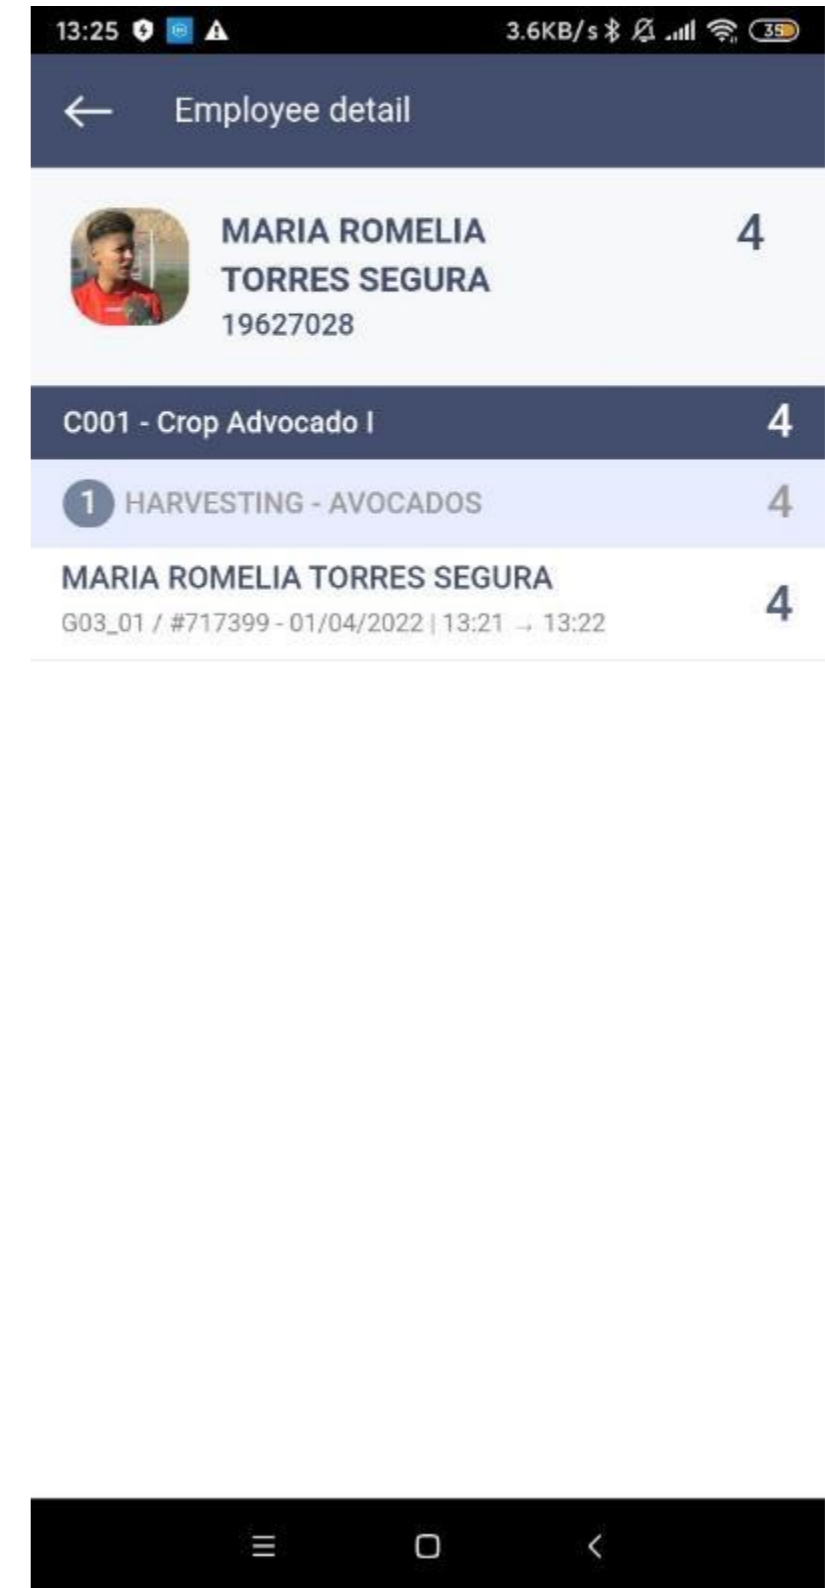 13:25 3.6KB/s 35
Employee detail
MARIA ROMELIA 4
TORRES SEGURA
19627028
C001 - Crop Advocado I 4
1 HARVESTING - AVOCADOS 4
MARIA ROMELIA TORRES SEGURA 4
G03_01 / #717399 - 01/04/2022 | 13:21 → 13:22